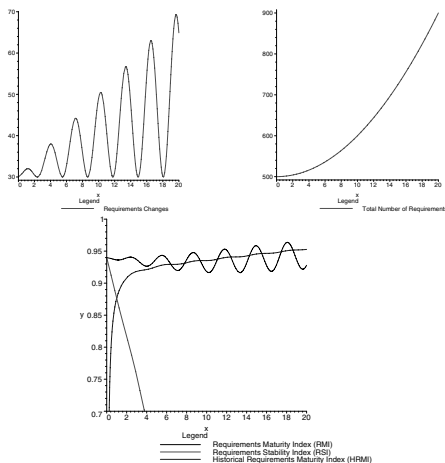 70
60
50
40
30
0 2 4 6 8 10 12 14 16 18 20
x
Legend
Requirements Changes
900
800
700
600
500
0 2 4 6 8 10 12 14 16 18 20
x
Legend
Total Number of Requirement
1
0.95
0.9
y 0.85
0.8
0.75
0.7
0 2 4 6 8 10 12 14 16 18 20
x
Legend
Requirements Maturity Index (RMI)
Requirements Stability Index (RSI)
Historical Requirements Maturity Index (HRMI)